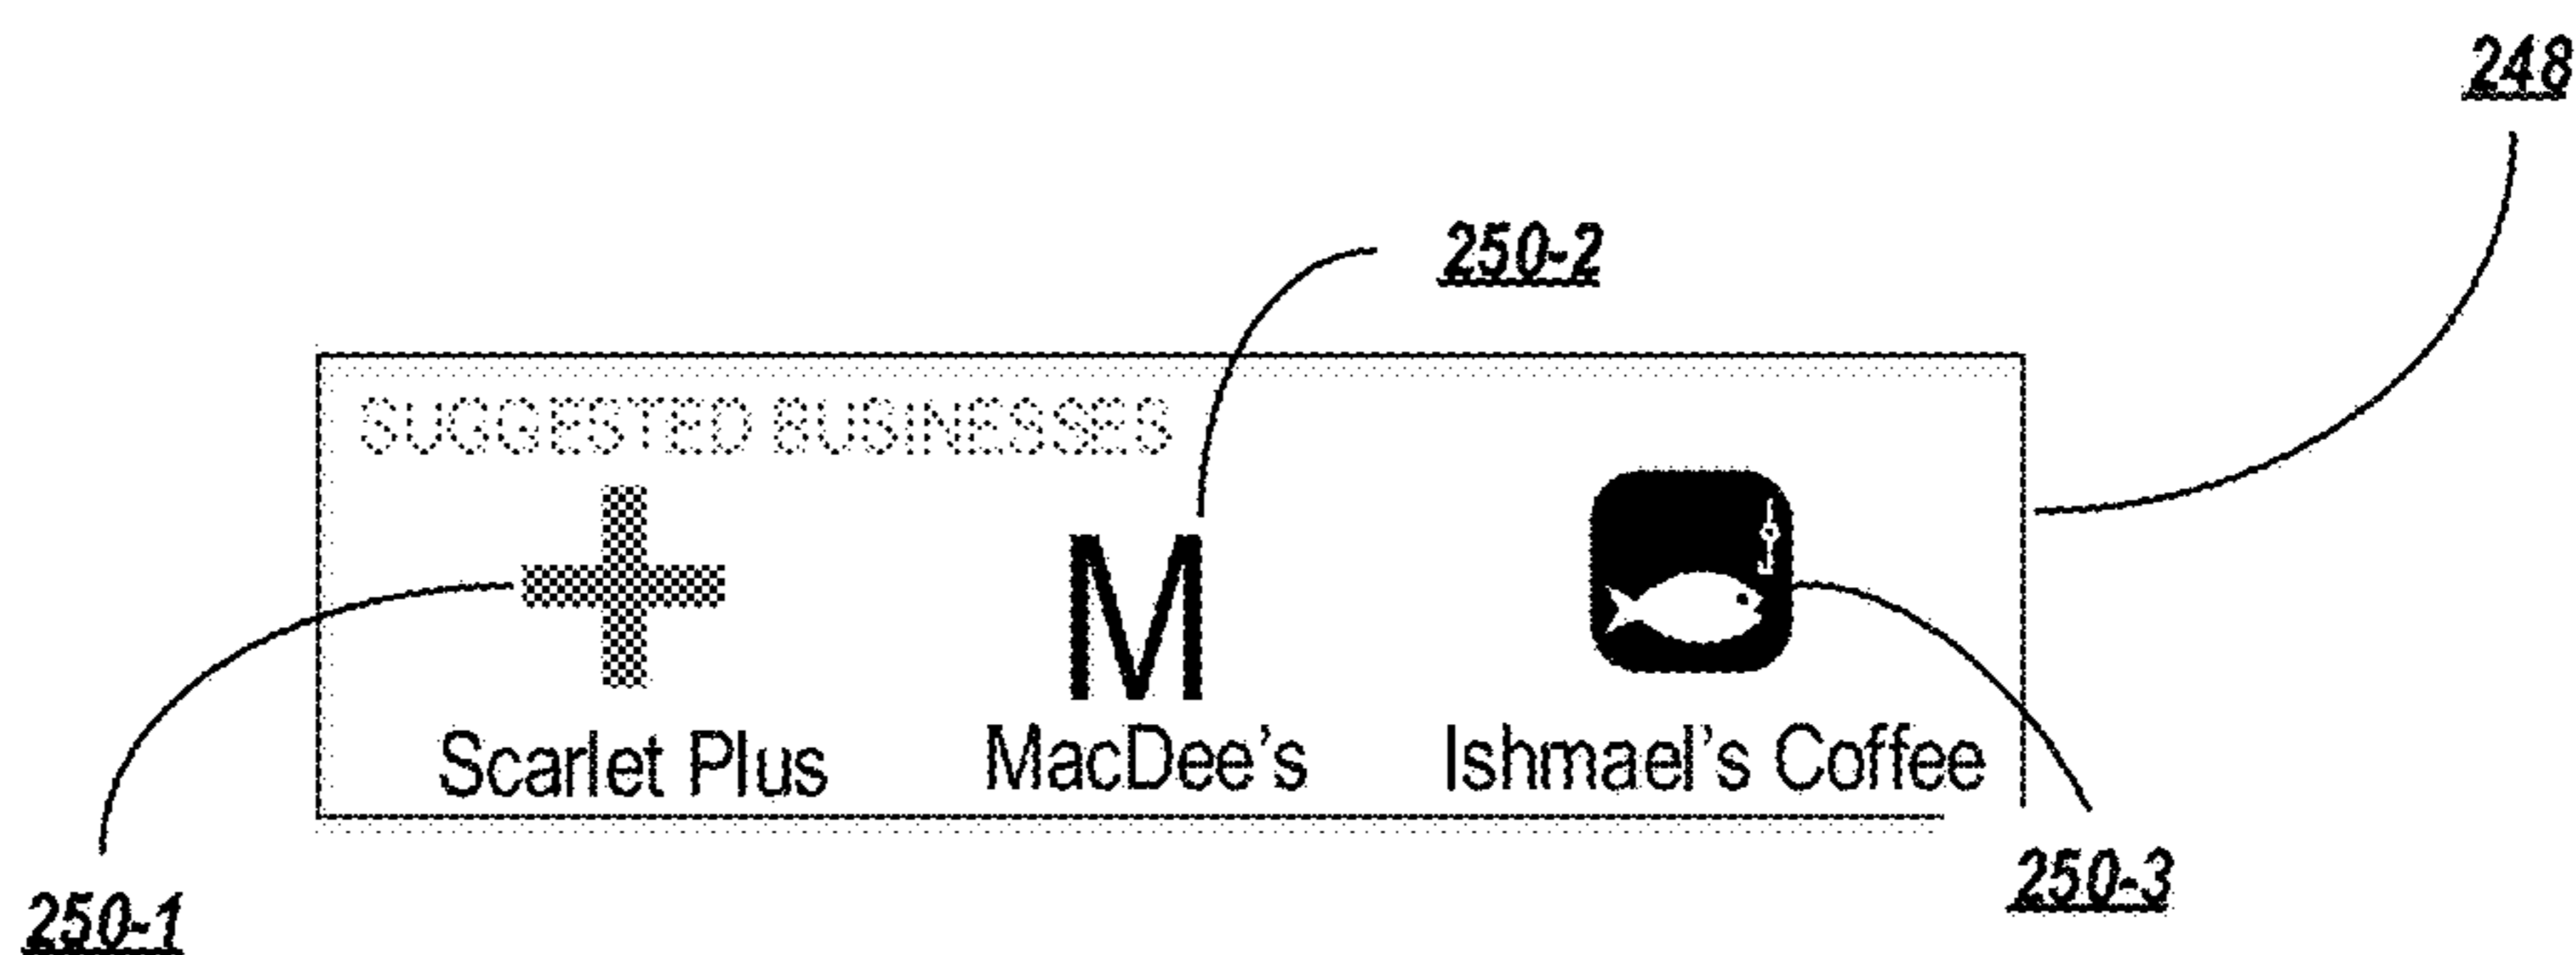 248
250-2
SUGGESTED BUSINESSES
M
Scarlet Plus MacDee's Ishmael's Coffee
250-3
250-1